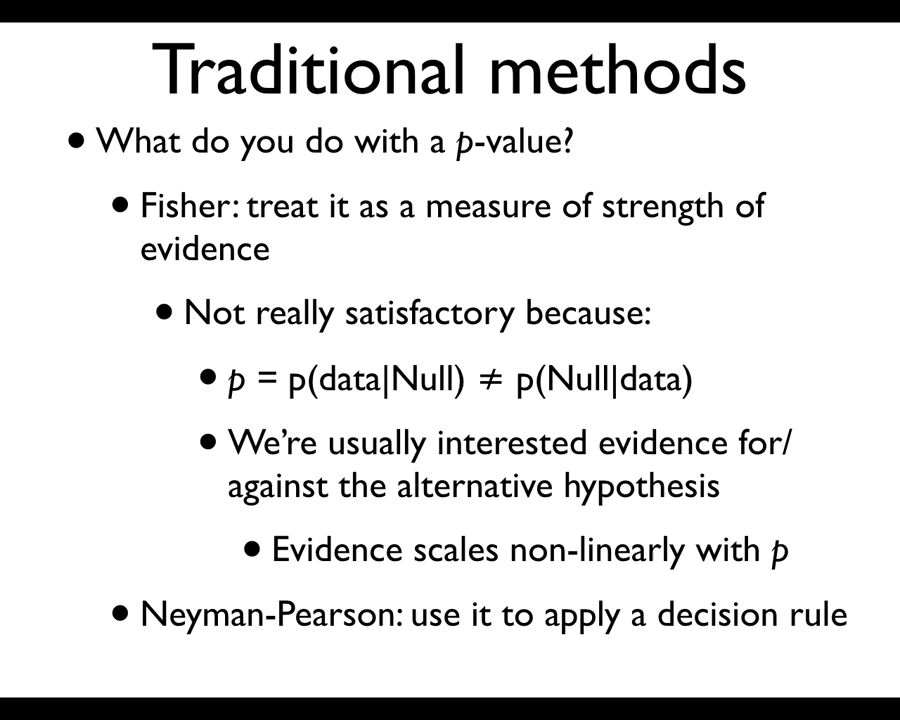 Traditional methods
• What do you do with a p-value?
• Fisher: treat it as a measure of strength of
evidence
• Not really satisfactory because:
• p = p(data|Null) ≠ p(Null|data)
• We’re usually interested evidence for/
against the alternative hypothesis
• Evidence scales non-linearly with p
• Neyman-Pearson: use it to apply a decision rule